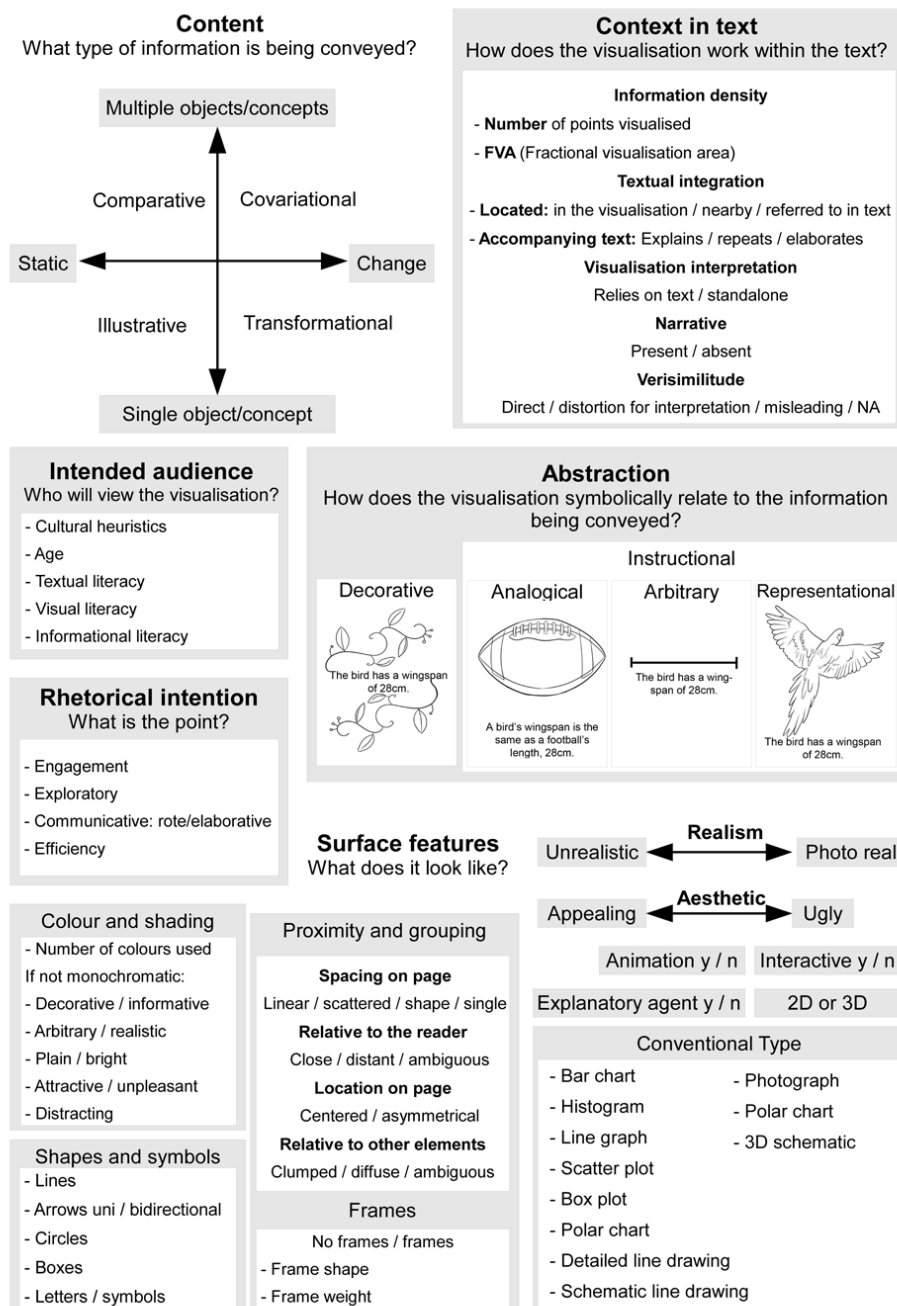 Content
What type of information is being conveyed?
Multiple objects/concepts
Comparative
Covariational
Static
Change
Illustrative
Transformational
Single object/concept
Context in text
How does the visualisation work within the text?
Information density
- Number of points visualised
- FVA (Fractional visualisation area)
Textual integration
- Located: in the visualisation / nearby / referred to in text
- Accompanying text: Explains / repeats / elaborates
Visualisation interpretation
Relies on text / standalone
Narrative
Present / absent
Verisimilitude
Direct / distortion for interpretation / misleading / NA
Intended audience
Who will view the visualisation?
- Cultural heuristics
- Age
- Textual literacy
- Visual literacy
- Informational literacy
Rhetorical intention
What is the point?
- Engagement
- Exploratory
- Communicative: rote/elaborative
- Efficiency
Abstraction
How does the visualisation symbolically relate to the information
being conveyed?
Instructional
Decorative
The bird has a wingspan
of 28cm.
Analogical
A bird's wingspan is the
same as a football's
length, 28cm.
Arbitrary
The bird has a wing-
span of 28cm.
Representational
The bird has a wingspan
of 28cm.
Surface features
What does it look like?
Realism
Unrealistic
Photo real
Aesthetic
Appealing
Ugly
Animation y / n
Interactive y / n
Explanatory agent y / n
2D or 3D
Colour and shading
- Number of colours used
If not monochromatic:
- Decorative / informative
- Arbitrary / realistic
- Plain / bright
- Attractive / unpleasant
- Distracting
Shapes and symbols
- Lines
- Arrows uni / bidirectional
- Circles
- Boxes
- Letters / symbols
Proximity and grouping
Spacing on page
Linear / scattered / shape / single
Relative to the reader
Close / distant / ambiguous
Location on page
Centered / asymmetrical
Relative to other elements
Clumped / diffuse / ambiguous
Frames
No frames / frames
- Frame shape
- Frame weight
Conventional Type
- Bar chart
- Histogram
- Line graph
- Scatter plot
- Box plot
- Polar chart
- Detailed line drawing
- Schematic line drawing
- Photograph
- Polar chart
- 3D schematic